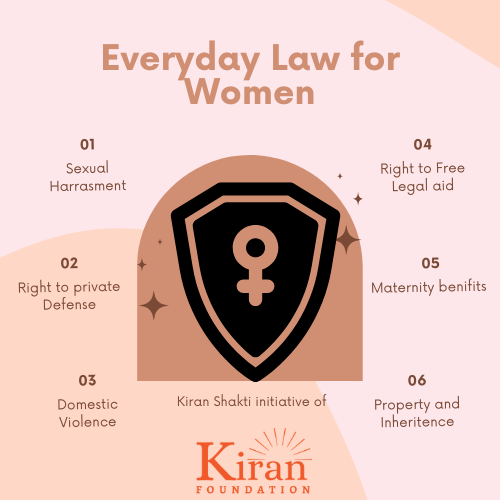 Everyday Law for
Women
01
Sexual
Harrasment
02
Right to private
Defense
03
Domestic
Violence
04
Right to Free
Legal aid
05
Maternity benifits
06
Property and
Inheritence
Kiran Shakti initiative of
Kiran
FOUNDATION